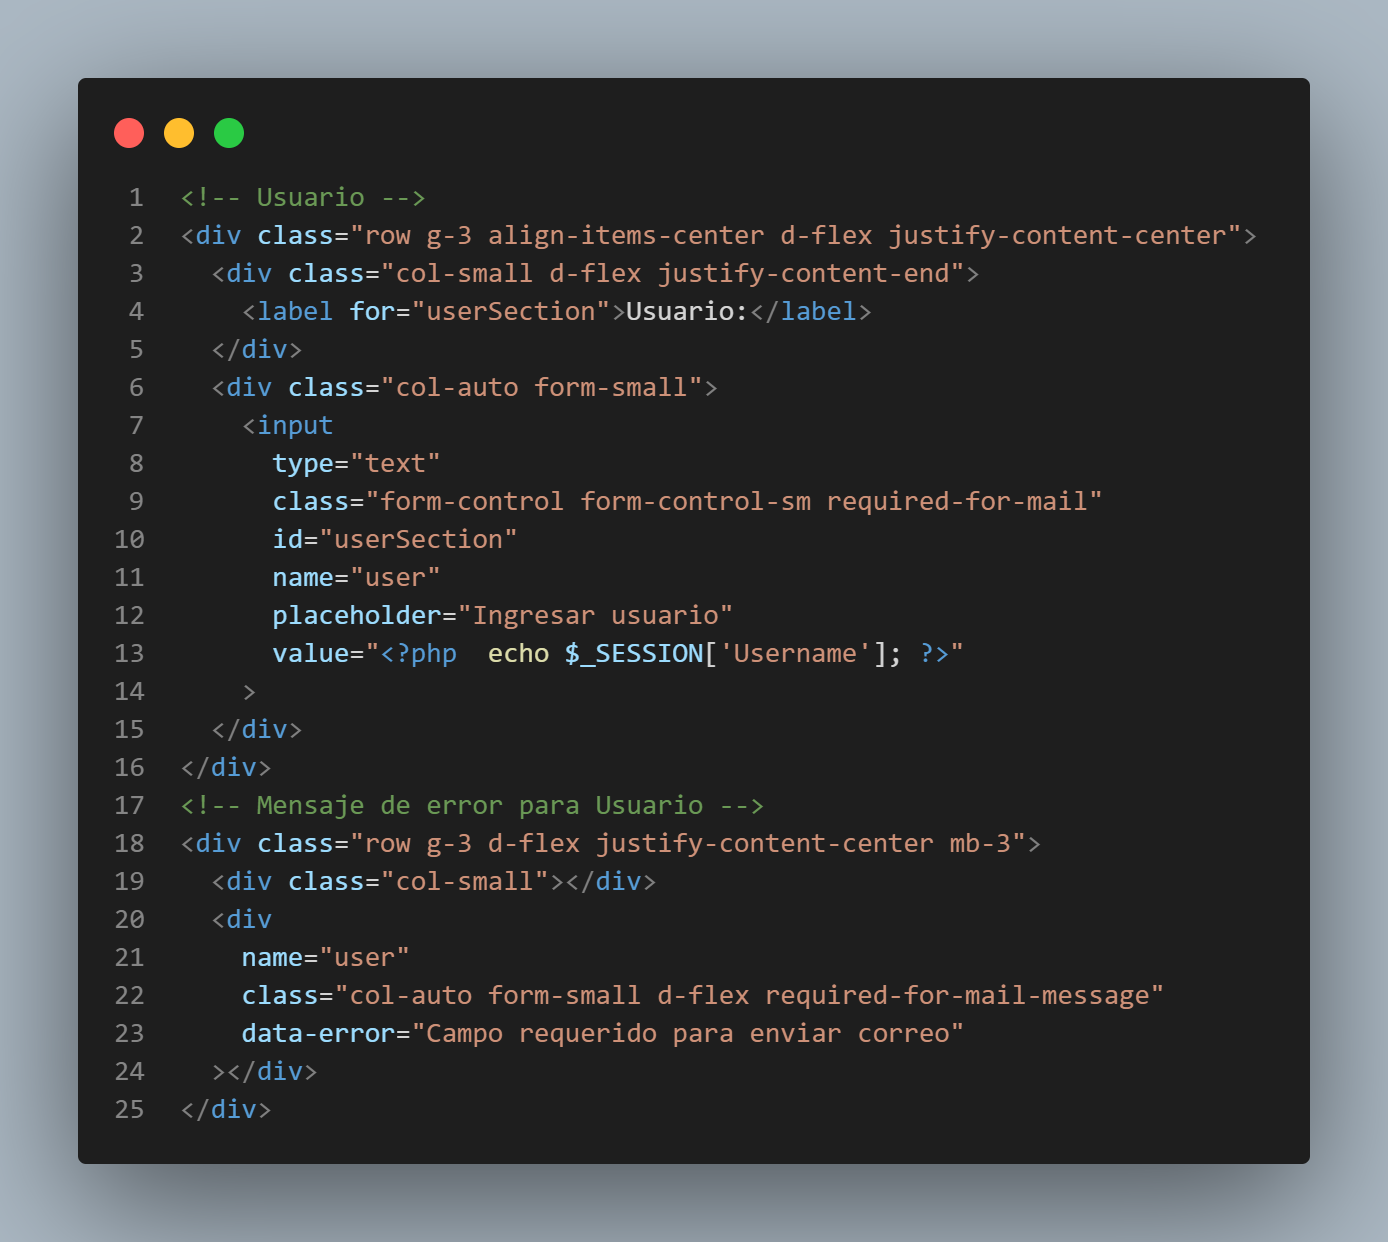 1 <!-- Usuario -->
2 <div class="row g-3 align-items-center d-flex justify-content-center">
3   <div class="col-small d-flex justify-content-end">
4     <label for="userSection">Usuario:</label>
5   </div>
6   <div class="col-auto form-small">
7     <input
8       type="text"
9       class="form-control form-control-sm required-for-mail"
10       id="userSection"
11       name="user"
12       placeholder="Ingresar usuario"
13       value="<?php  echo $_SESSION['Username']; ?>"
14     >
15   </div>
16 </div>
17 <!-- Mensaje de error para Usuario -->
18 <div class="row g-3 d-flex justify-content-center mb-3">
19   <div class="col-small"></div>
20   <div
21     name="user"
22     class="col-auto form-small d-flex required-for-mail-message"
23     data-error="Campo requerido para enviar correo"
24   ></div>
25 </div>